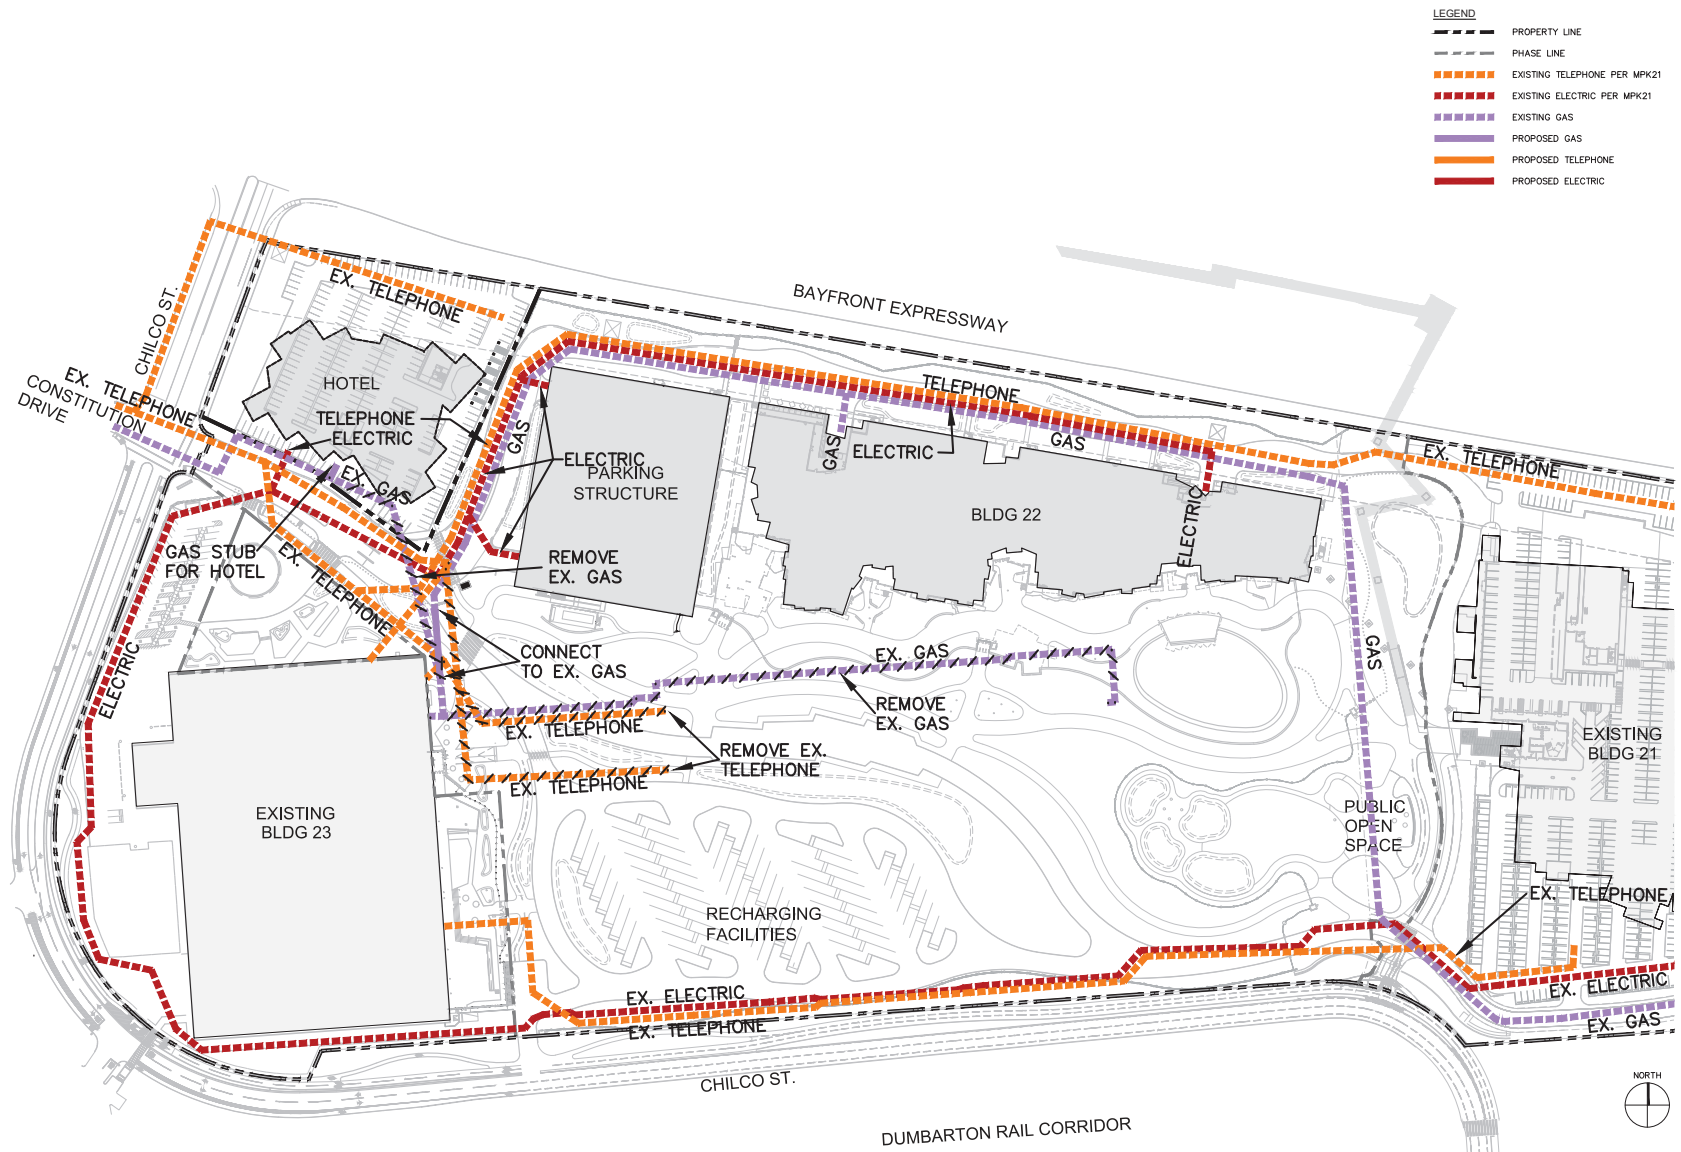 LEGEND
PROPERTY LINE
PHASE LINE
EXISTING TELEPHONE PER MPK21
EXISTING ELECTRIC PER MPK21
EXISTING GAS
PROPOSED GAS
PROPOSED TELEPHONE
PROPOSED ELECTRIC
BAYFRONT EXPRESSWAY
EX. TELEPHONE
CHILCO ST.
EX. TELEPHONE
CONSTITUTION
DRIVE
HOTEL
TELEPHONE
ELECTRIC
EX. GAS
GAS
ELECTRIC
PARKING
STRUCTURE
TELEPHONE
GAS
ELECTRIC
GAS
BLDG 22
ELECTRIC
EX. TELEPHONE
GAS STUB
FOR HOTEL
EX. TELEPHONE
REMOVE
EX. GAS
CONNECT
TO EX. GAS
EX. GAS
REMOVE
EX. GAS
GAS
ELECTRIC
EX. TELEPHONE
REMOVE EX.
TELEPHONE
EX. TELEPHONE
EXISTING
BLDG 21
EXISTING
BLDG 23
PUBLIC
OPEN
SPACE
RECHARGING
FACILITIES
EX. TELEPHONE
EX. ELECTRIC
EX. TELEPHONE
EX. ELECTRIC
EX. GAS
CHILCO ST.
DUMBARTON RAIL CORRIDOR
NORTH